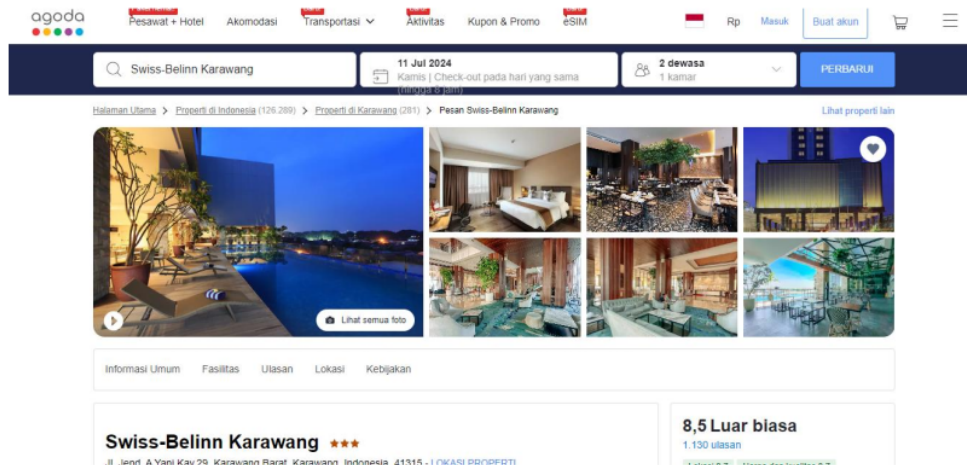 agoda
Pesawat + Hotel Akomodasi Transportasi Aktivitas Kupon & Promo eSIM Rp Masuk Buat akun
Swiss-Belinn Karawang
11 Jul 2024
Kamis | Check-out pada hari yang sama
(hingga 8 jam)
2 dewasa
1 kamar
PERBARUI
Halaman Utama > Properti di Indonesia (126.289) > Properti di Karawang (281) > Pesan Swiss-Belinn Karawang Lihat properti lain
Lihat semua foto
Informasi Umum Fasilitas Ulasan Lokasi Kebijakan
Swiss-Belinn Karawang
8,5 Luar biasa
1.130 ulasan
Jl. Jend. A.Yani Kav.29, Karawang Barat, Karawang, Indonesia, 41315 - LOKASI PROPERTI